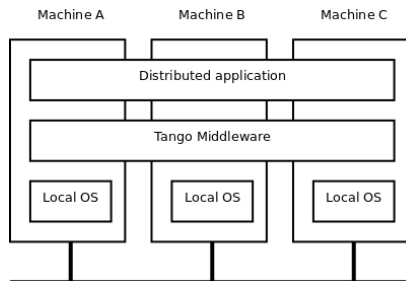 Machine A Machine B Machine C
Distributed application
Tango Middleware
Local OS Local OS Local OS